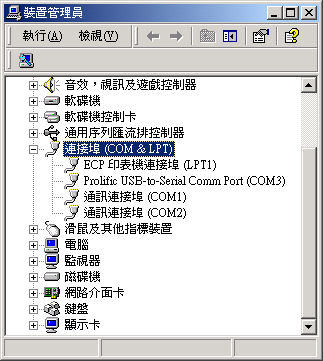 裝置管理員
執行(A) 檢視(V)
音效，視訊及遊戲控制器
軟碟機
軟碟機控制卡
通用序列匯流排控制器
連接埠 (COM & LPT)
ECP 印表機連接埠 (LPT1)
Prolific USB-to-Serial Comm Port (COM3)
通訊連接埠 (COM1)
通訊連接埠 (COM2)
滑鼠及其他指標裝置
電腦
監視器
磁碟機
網路介面卡
鍵盤
顯示卡